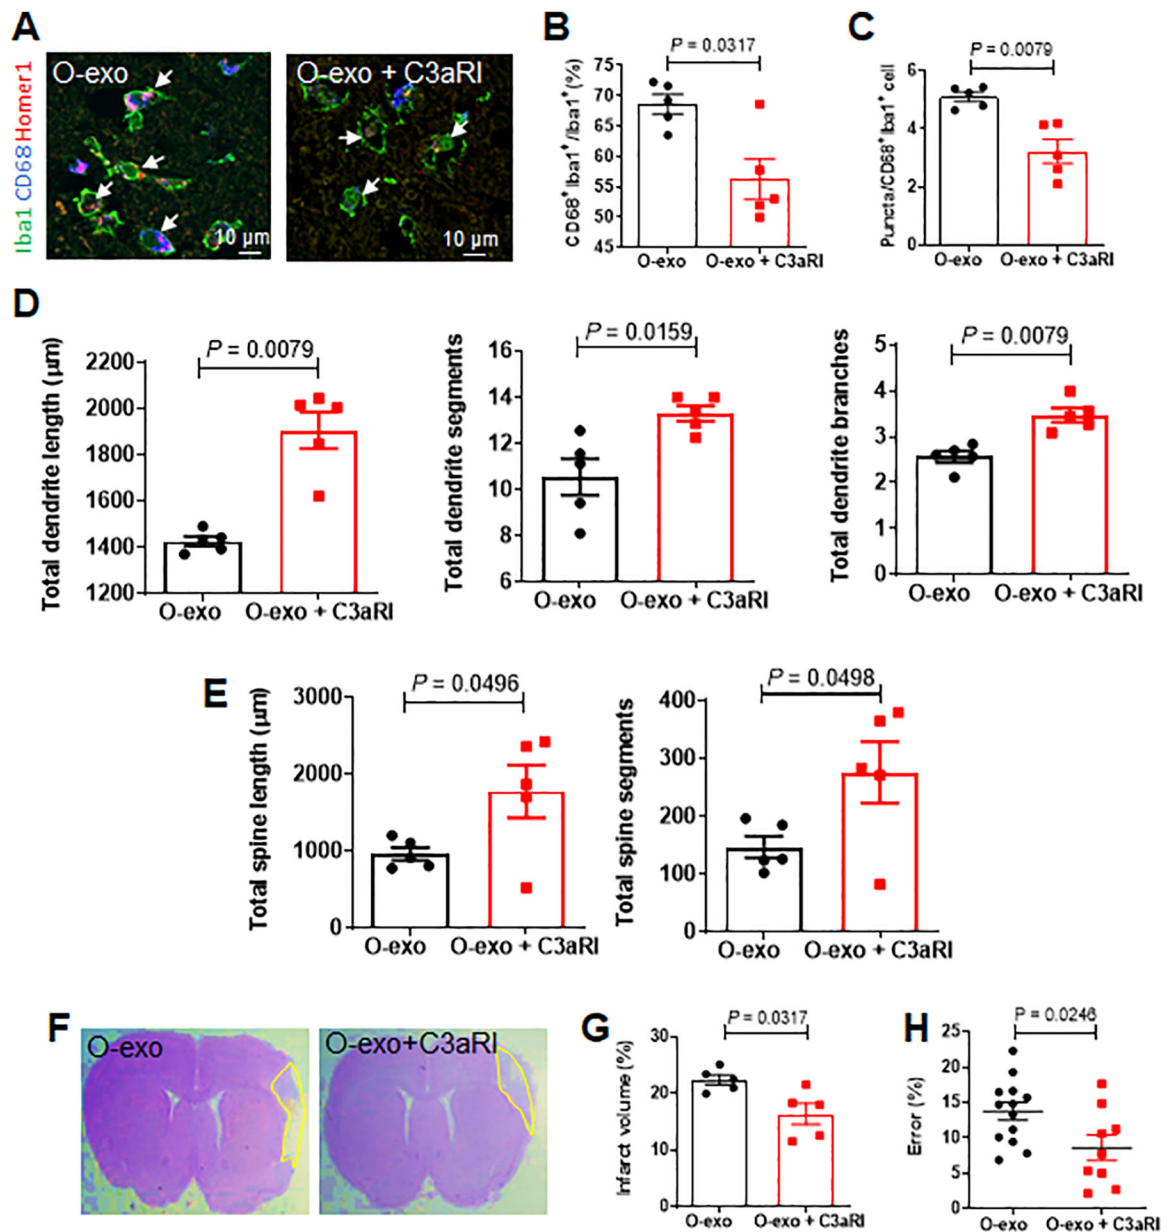 A
Iba1 CD68 Homer1
O-exo
10 µm
O-exo + C3aRI
10 µm
B
P = 0.0317
CD68⁺ Iba1⁺/Iba1⁺ (%)
75
70
65
60
55
50
45
O-exo
O-exo + C3aRI
C
P = 0.0079
Puncta/CD68⁺Iba1⁺ cell
6
4
2
0
O-exo
O-exo + C3aRI
D
P = 0.0079
Total dendrite length (µm)
2200
2000
1800
1600
1400
1200
O-exo
O-exo + C3aRI
P = 0.0159
Total dendrite segments
16
14
12
10
8
6
O-exo
O-exo + C3aRI
P = 0.0079
Total dendrite branches
5
4
3
2
1
0
O-exo
O-exo + C3aRI
E
P = 0.0496
Total spine length (µm)
3000
2000
1000
0
O-exo
O-exo + C3aRI
P = 0.0498
Total spine segments
400
300
200
100
0
O-exo
O-exo + C3aRI
F
O-exo
O-exo+C3aRI
G
P = 0.0317
Infarct volume (%)
30
20
10
0
O-exo
O-exo + C3aRI
H
P = 0.0246
Error (%)
25
20
15
10
5
0
O-exo
O-exo + C3aRI